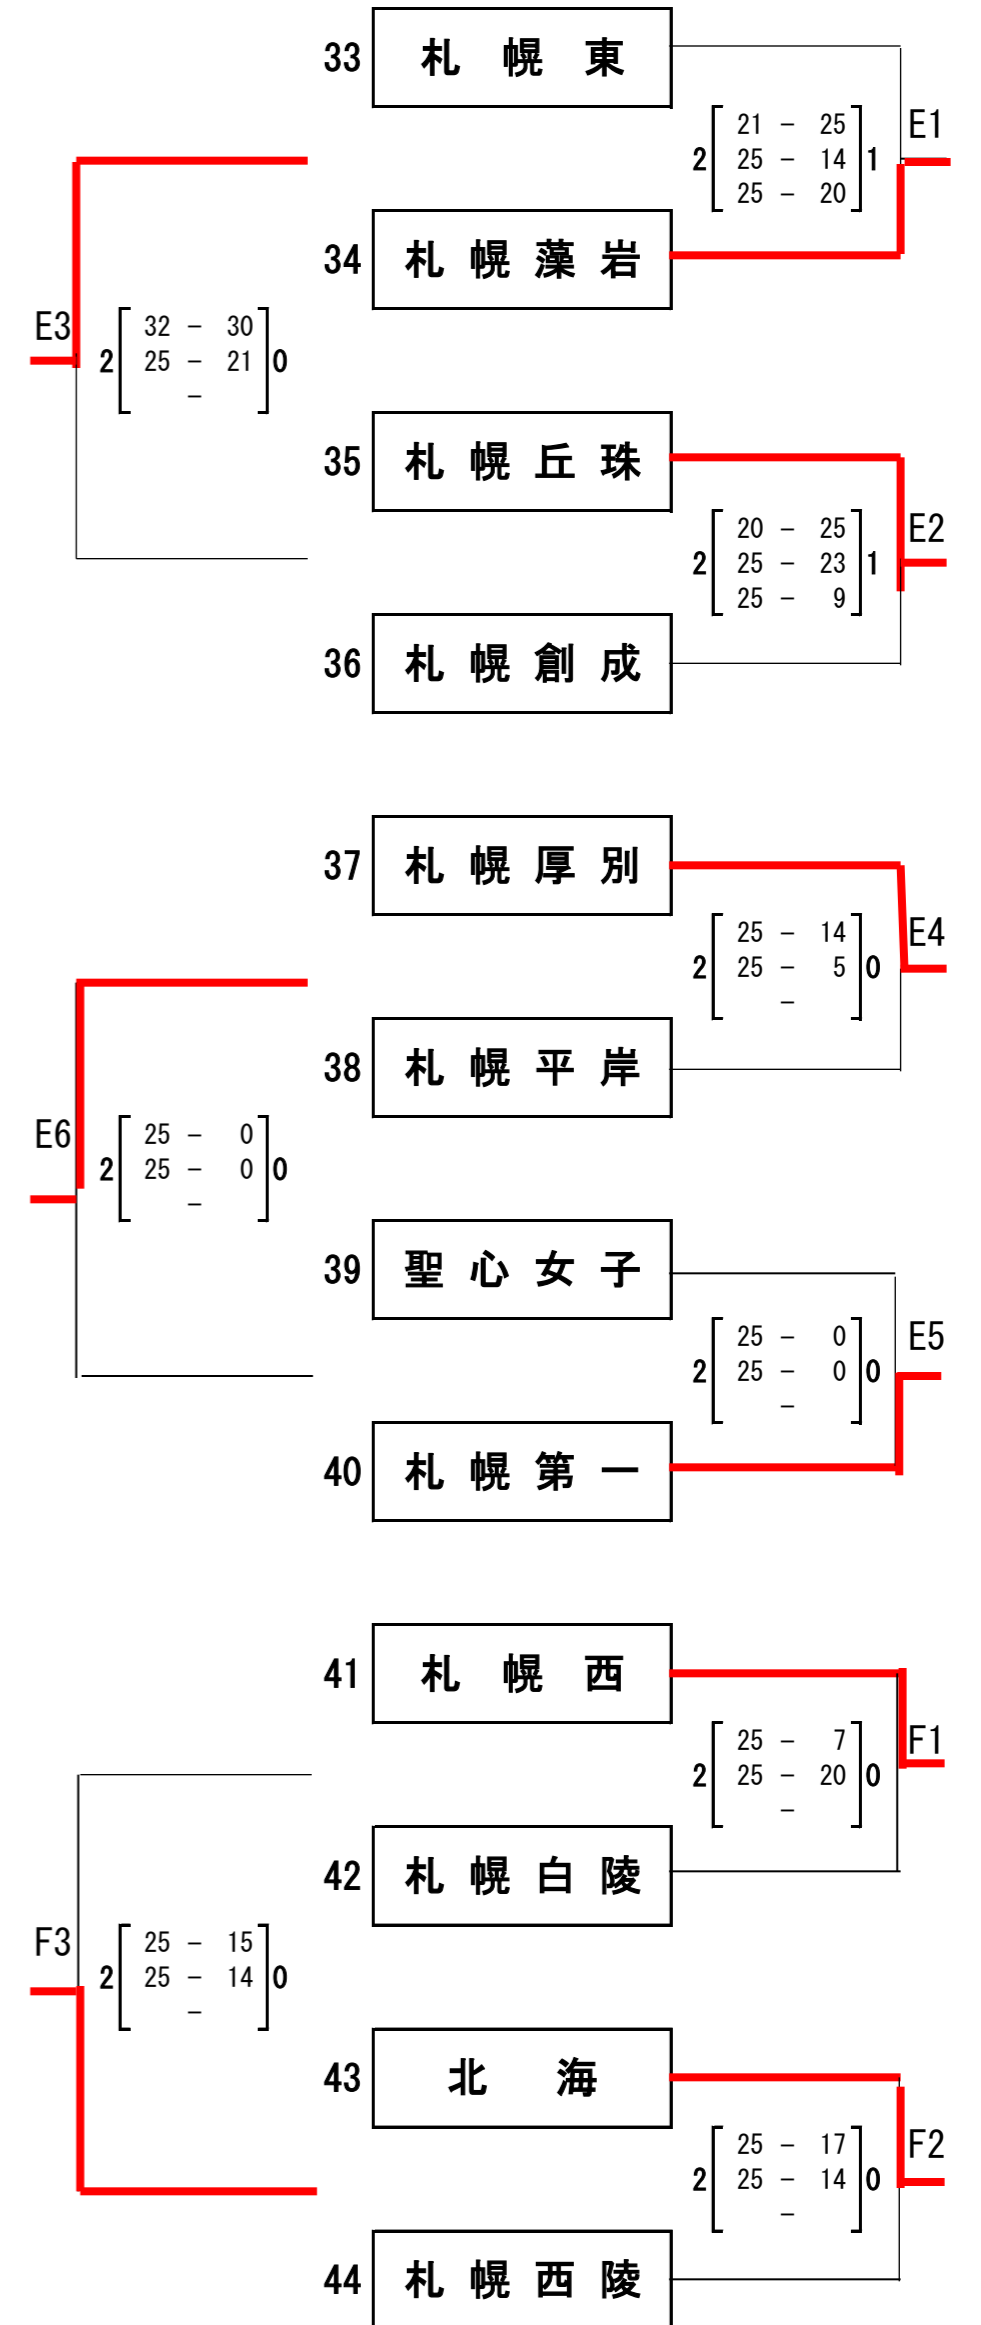 33 札幌東
21 - 25 E1
2 25 - 14 1
25 - 20
34 札幌藻岩
E3 32 - 30
2 25 - 21 0
-
35 札幌丘珠
20 - 25 E2
2 25 - 23 1
25 - 9
36 札幌創成
37 札幌厚別
25 - 14 E4
2 25 - 5 0
-
38 札幌平岸
E6 25 - 0
2 25 - 0 0
-
39 聖心女子
25 - 0 E5
2 25 - 0 0
-
40 札幌第一
41 札幌西
25 - 7 F1
2 25 - 20 0
-
42 札幌白陵
F3 25 - 15
2 25 - 14 0
-
43 北海
25 - 17 F2
2 25 - 14 0
-
44 札幌西陵